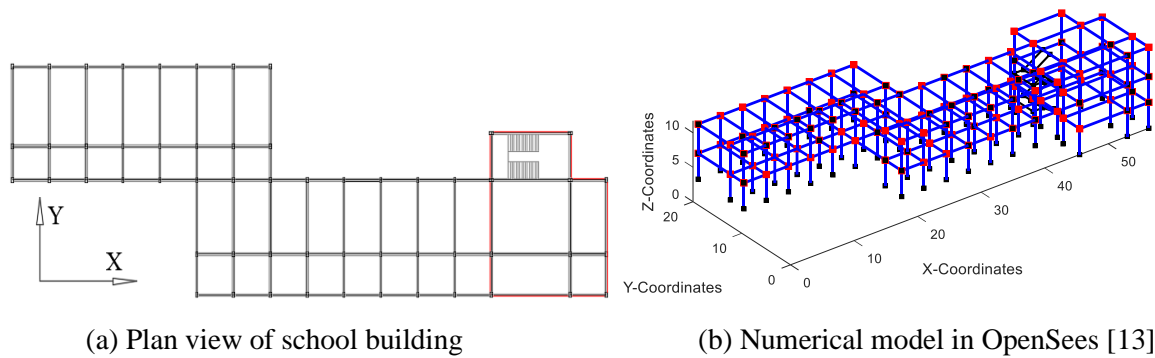 Y
X
10
5
0
Z-Coordinates
20
10
0
Y-Coordinates
0
10
20
30
40
50
X-Coordinates
(a) Plan view of school building
(b) Numerical model in OpenSees [13]